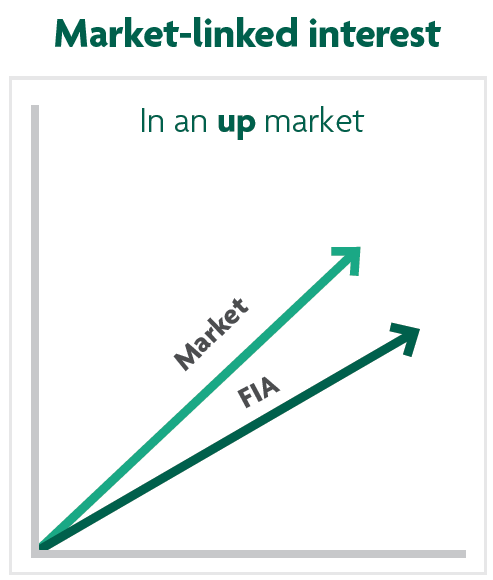 Market-linked interest
In an up market
Market
FIA